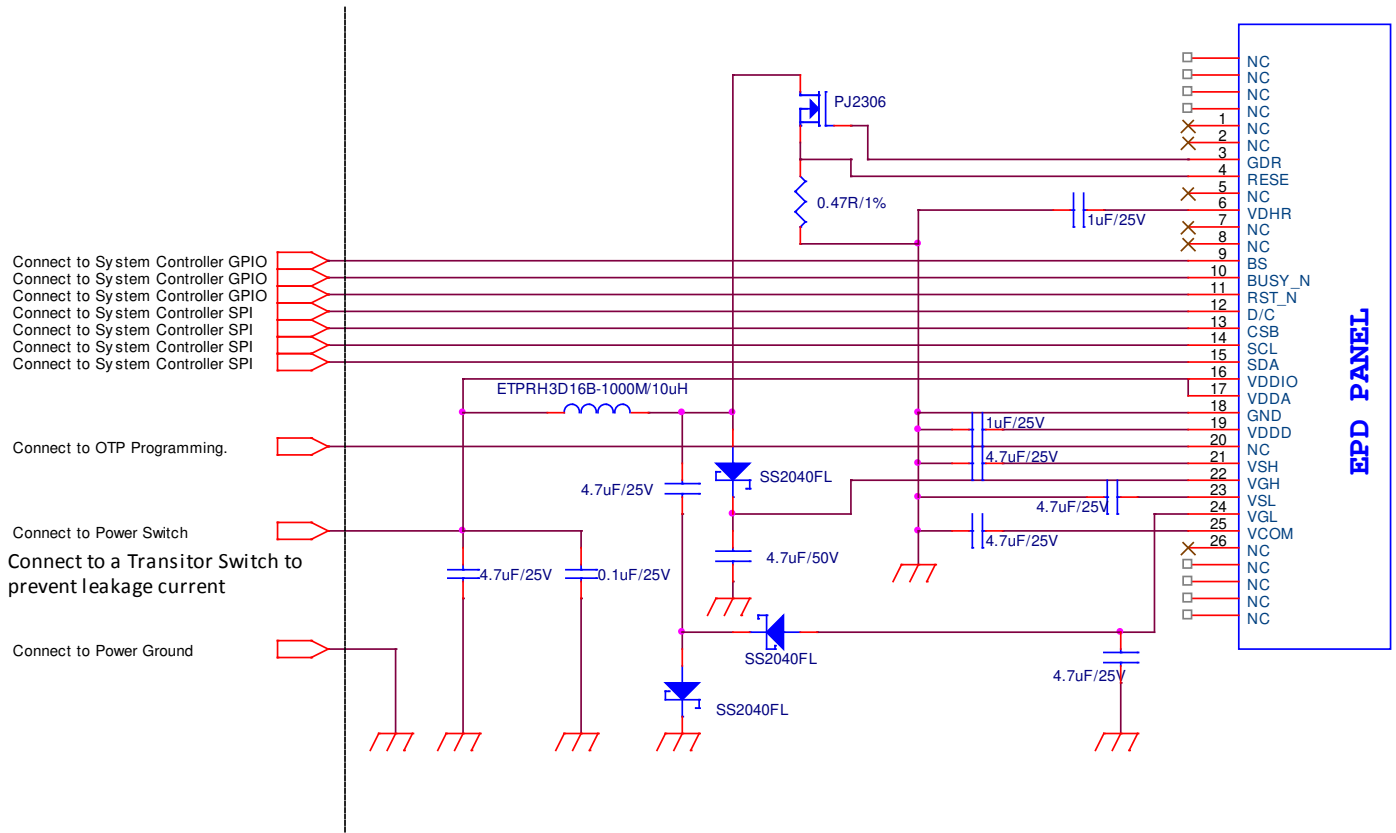 NC
NC
NC
NC
1
NC
2
NC
3
GDR
4
RESE
5
NC
6
VDHR
7
NC
8
NC
9
BS
10
BUSY_N
11
RST_N
12
D/C
13
CSB
14
SCL
15
SDA
16
VDDIO
17
VDDA
18
GND
19
VDDD
20
NC
21
VSH
22
VGH
23
VSL
24
VGL
25
VCOM
26
NC
NC
NC
NC
NC
EPD PANEL
PJ2306
0.47R/1%
1uF/25V
Connect to System Controller GPIO
Connect to System Controller GPIO
Connect to System Controller GPIO
Connect to System Controller SPI
Connect to System Controller SPI
Connect to System Controller SPI
Connect to System Controller SPI
ETPRH3D16B-1000M/10uH
Connect to OTP Programming.
1uF/25V
4.7uF/25V
SS2040FL
4.7uF/25V
4.7uF/25V
4.7uF/25V
4.7uF/50V
Connect to Power Switch
Connect to a Transitor Switch to
prevent leakage current
4.7uF/25V
0.1uF/25V
Connect to Power Ground
SS2040FL
4.7uF/25V
SS2040FL